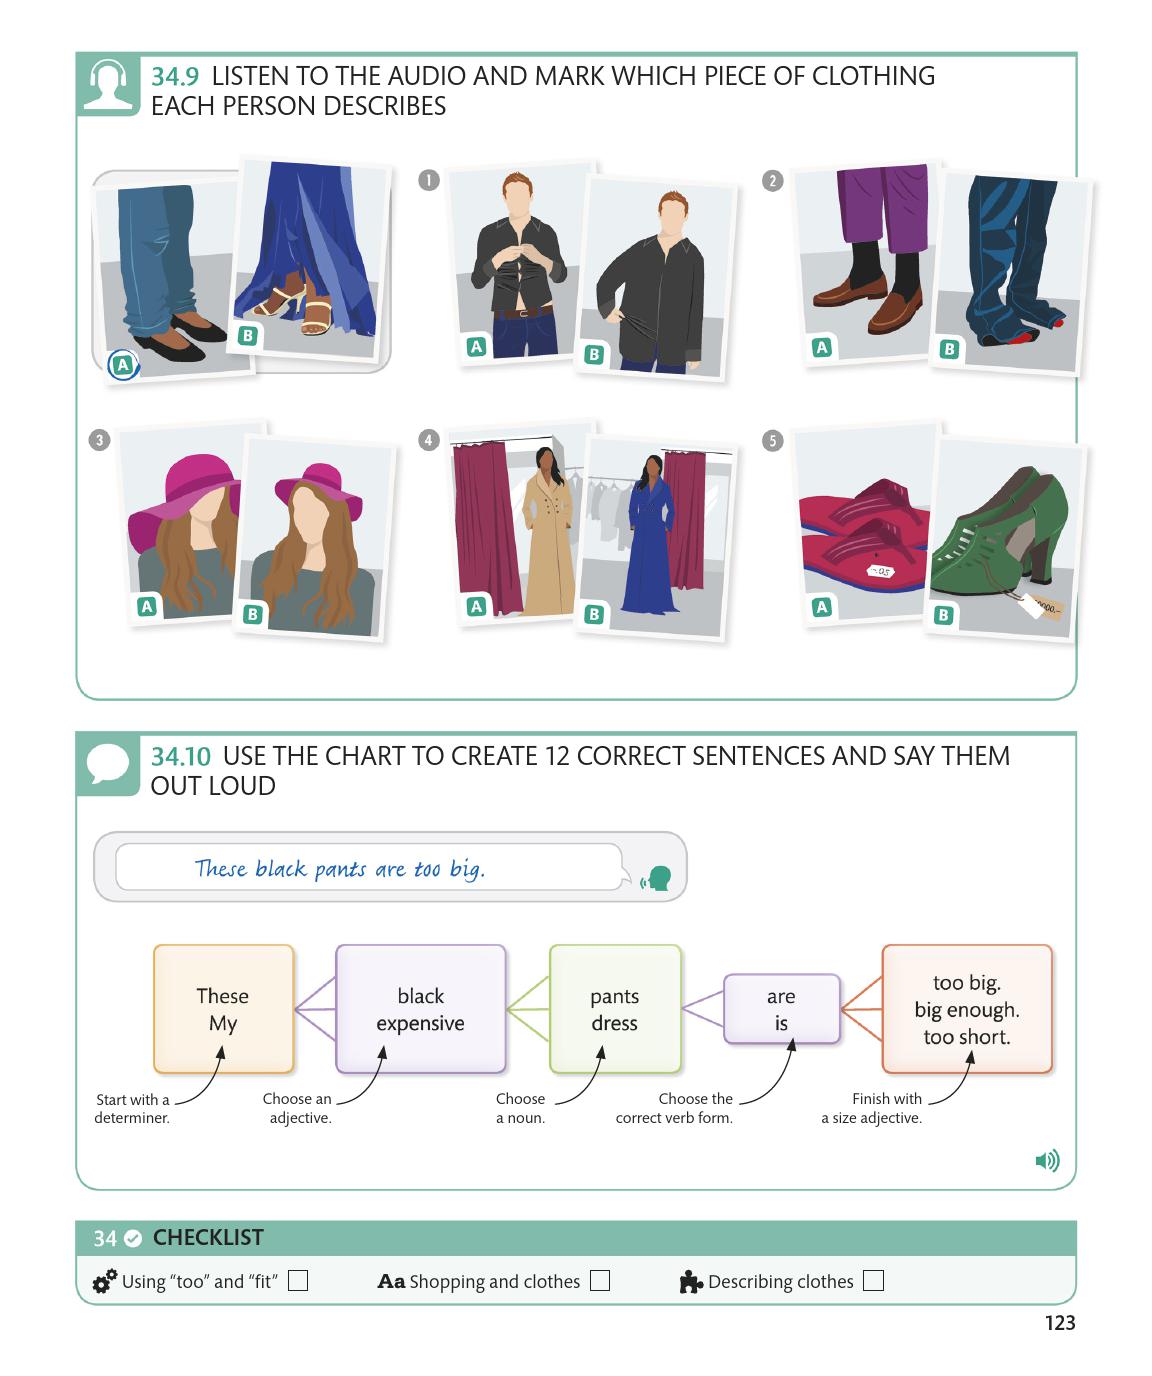 34.9 LISTEN TO THE AUDIO AND MARK WHICH PIECE OF CLOTHING
EACH PERSON DESCRIBES
A
B
1
A
B
2
A
B
3
A
B
4
A
B
5
A
B
34.10 USE THE CHART TO CREATE 12 CORRECT SENTENCES AND SAY THEM
OUT LOUD
These black pants are too big.
These
My
black
expensive
pants
dress
are
is
too big.
big enough.
too short.
Start with a
determiner.
Choose an
adjective.
Choose
a noun.
Choose the
correct verb form.
Finish with
a size adjective.
34 CHECKLIST
Using “too” and “fit”
Aa Shopping and clothes
Describing clothes
123